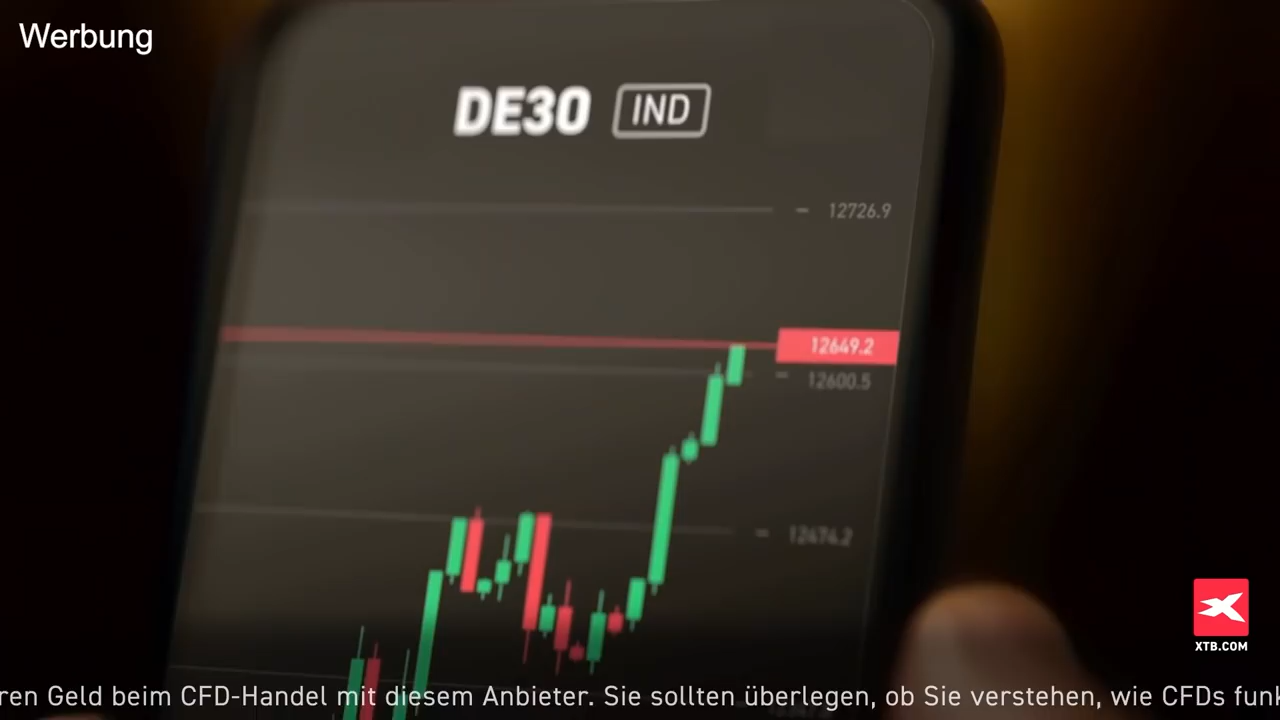 Werbung
DE30 IND
12726.9
12649.2
12600.5
12474.2
XTB.COM
ren Geld beim CFD-Handel mit diesem Anbieter. Sie sollten überlegen, ob Sie verstehen, wie CFDs funk